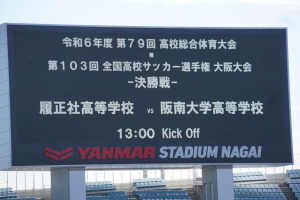 令和6年度 第79回 高校総合体育大会
第103回 全国高校サッカー選手権 大阪大会
-決勝戦-
履正社高等学校 vs 阪南大学高等学校
13:00 Kick Off
YANMAR STADIUM NAGAI